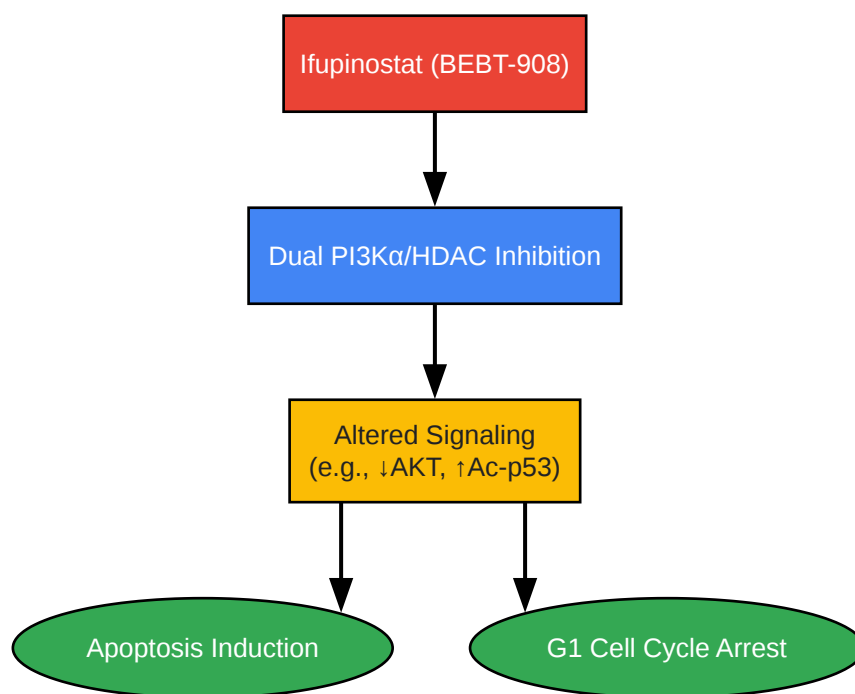 Ifupinostat (BEBT-908)
Dual PI3Kα/HDAC Inhibition
Altered Signaling
(e.g., ↓AKT, ↑Ac-p53)
Apoptosis Induction
G1 Cell Cycle Arrest